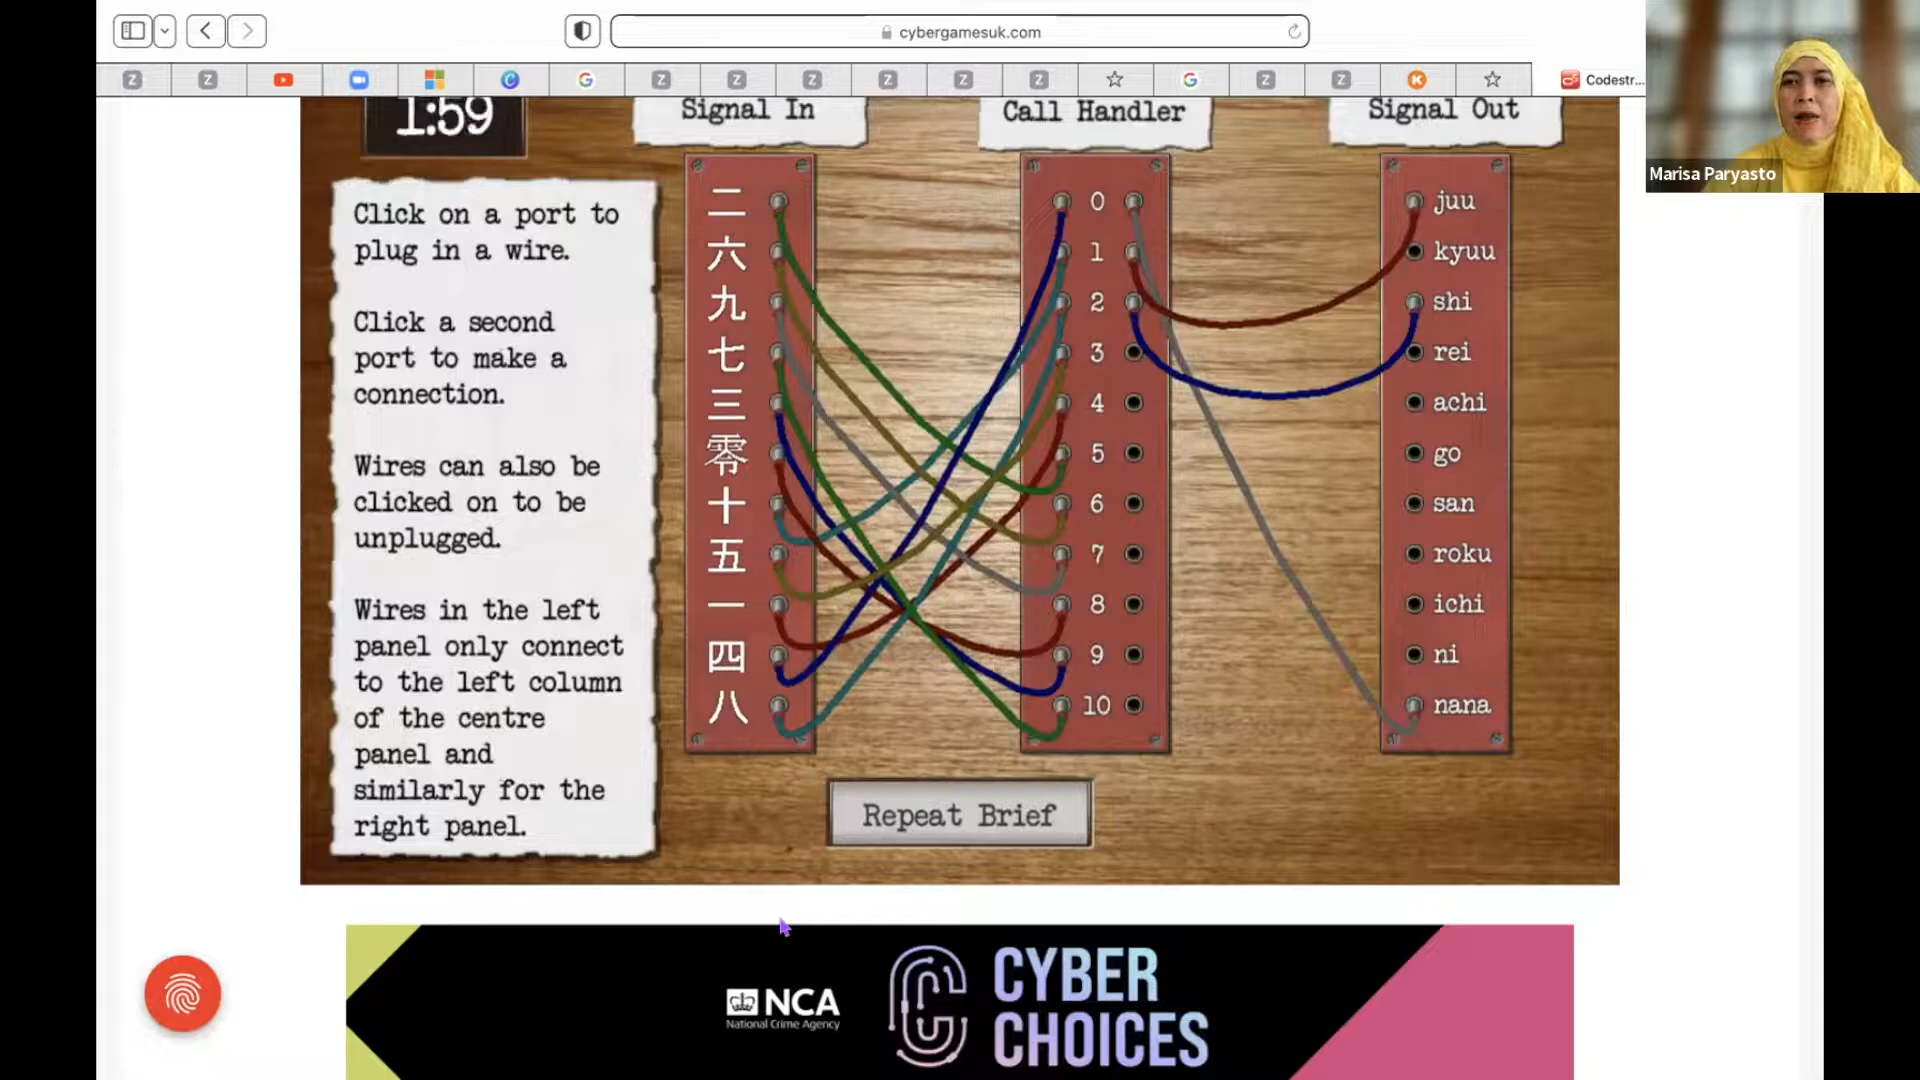 cybergamesuk.com
Codestr...
Marisa Paryasto
1:59
Signal In
Call Handler
Signal Out
Click on a port to
plug in a wire.
Click a second
port to make a
connection.
Wires can also be
clicked on to be
unplugged.
Wires in the left
panel only connect
to the left column
of the centre
panel and
similarly for the
right panel.
二
六
九
七
三
零
十
五
一
四
八
0
1
2
3
4
5
6
7
8
9
10
juu
kyuu
shi
rei
achi
go
san
roku
ichi
ni
nana
Repeat Brief
NCA
National Crime Agency
CYBER
CHOICES